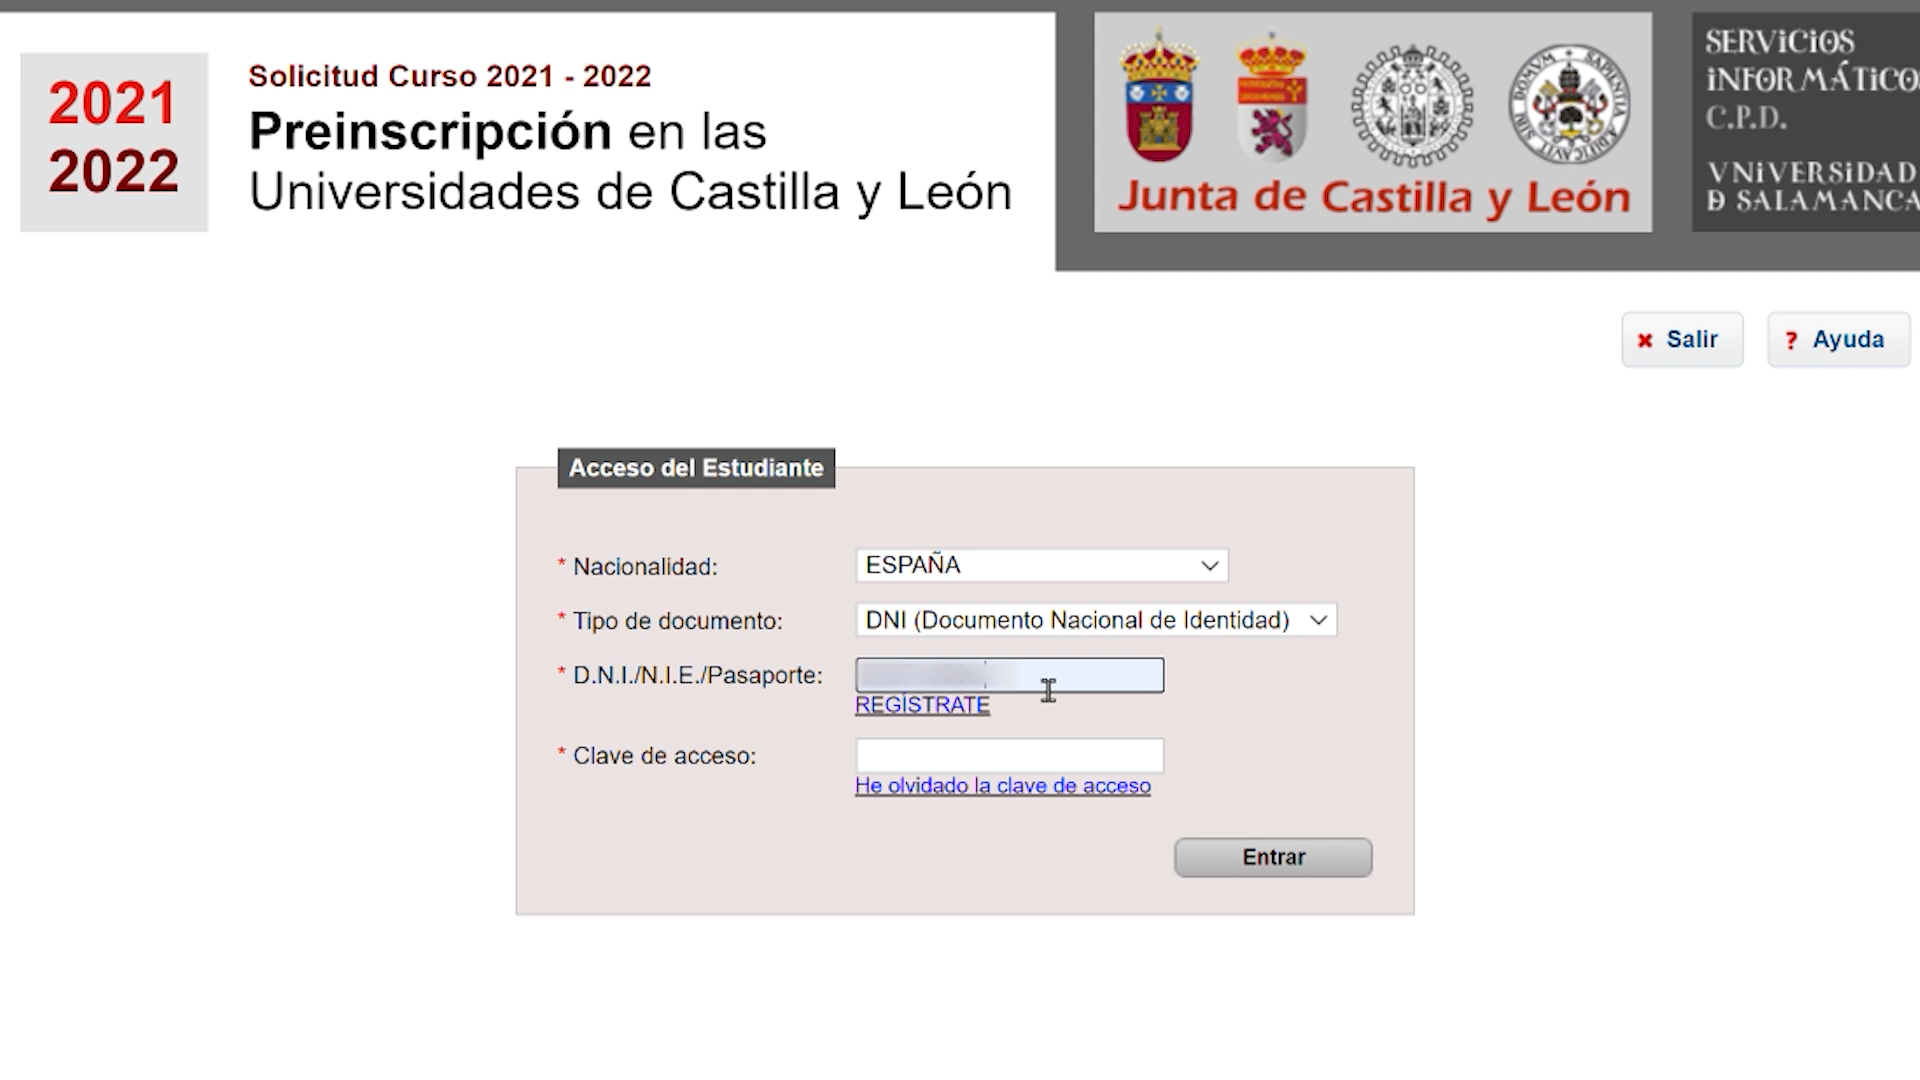 2021
2022
Solicitud Curso 2021 - 2022
Preinscripción en las
Universidades de Castilla y León
Junta de Castilla y León
SERVICIOS
INFORMÁTICO
C.P.D.
VNIVERSIDAD
D SALAMANCA
Salir
? Ayuda
Acceso del Estudiante
* Nacionalidad:
ESPAÑA
* Tipo de documento:
DNI (Documento Nacional de Identidad)
* D.N.I./N.I.E./Pasaporte:
REGÍSTRATE
* Clave de acceso:
He olvidado la clave de acceso
Entrar